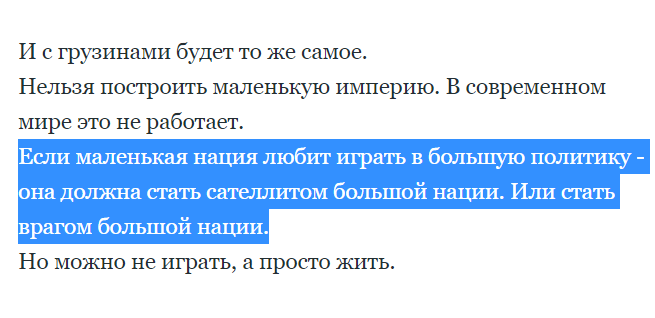 И с грузинами будет то же самое.
Нельзя построить маленькую империю. В современном
мире это не работает.
Если маленькая нация любит играть в большую политику -
она должна стать сателлитом большой нации. Или стать
врагом большой нации.
Но можно не играть, а просто жить.